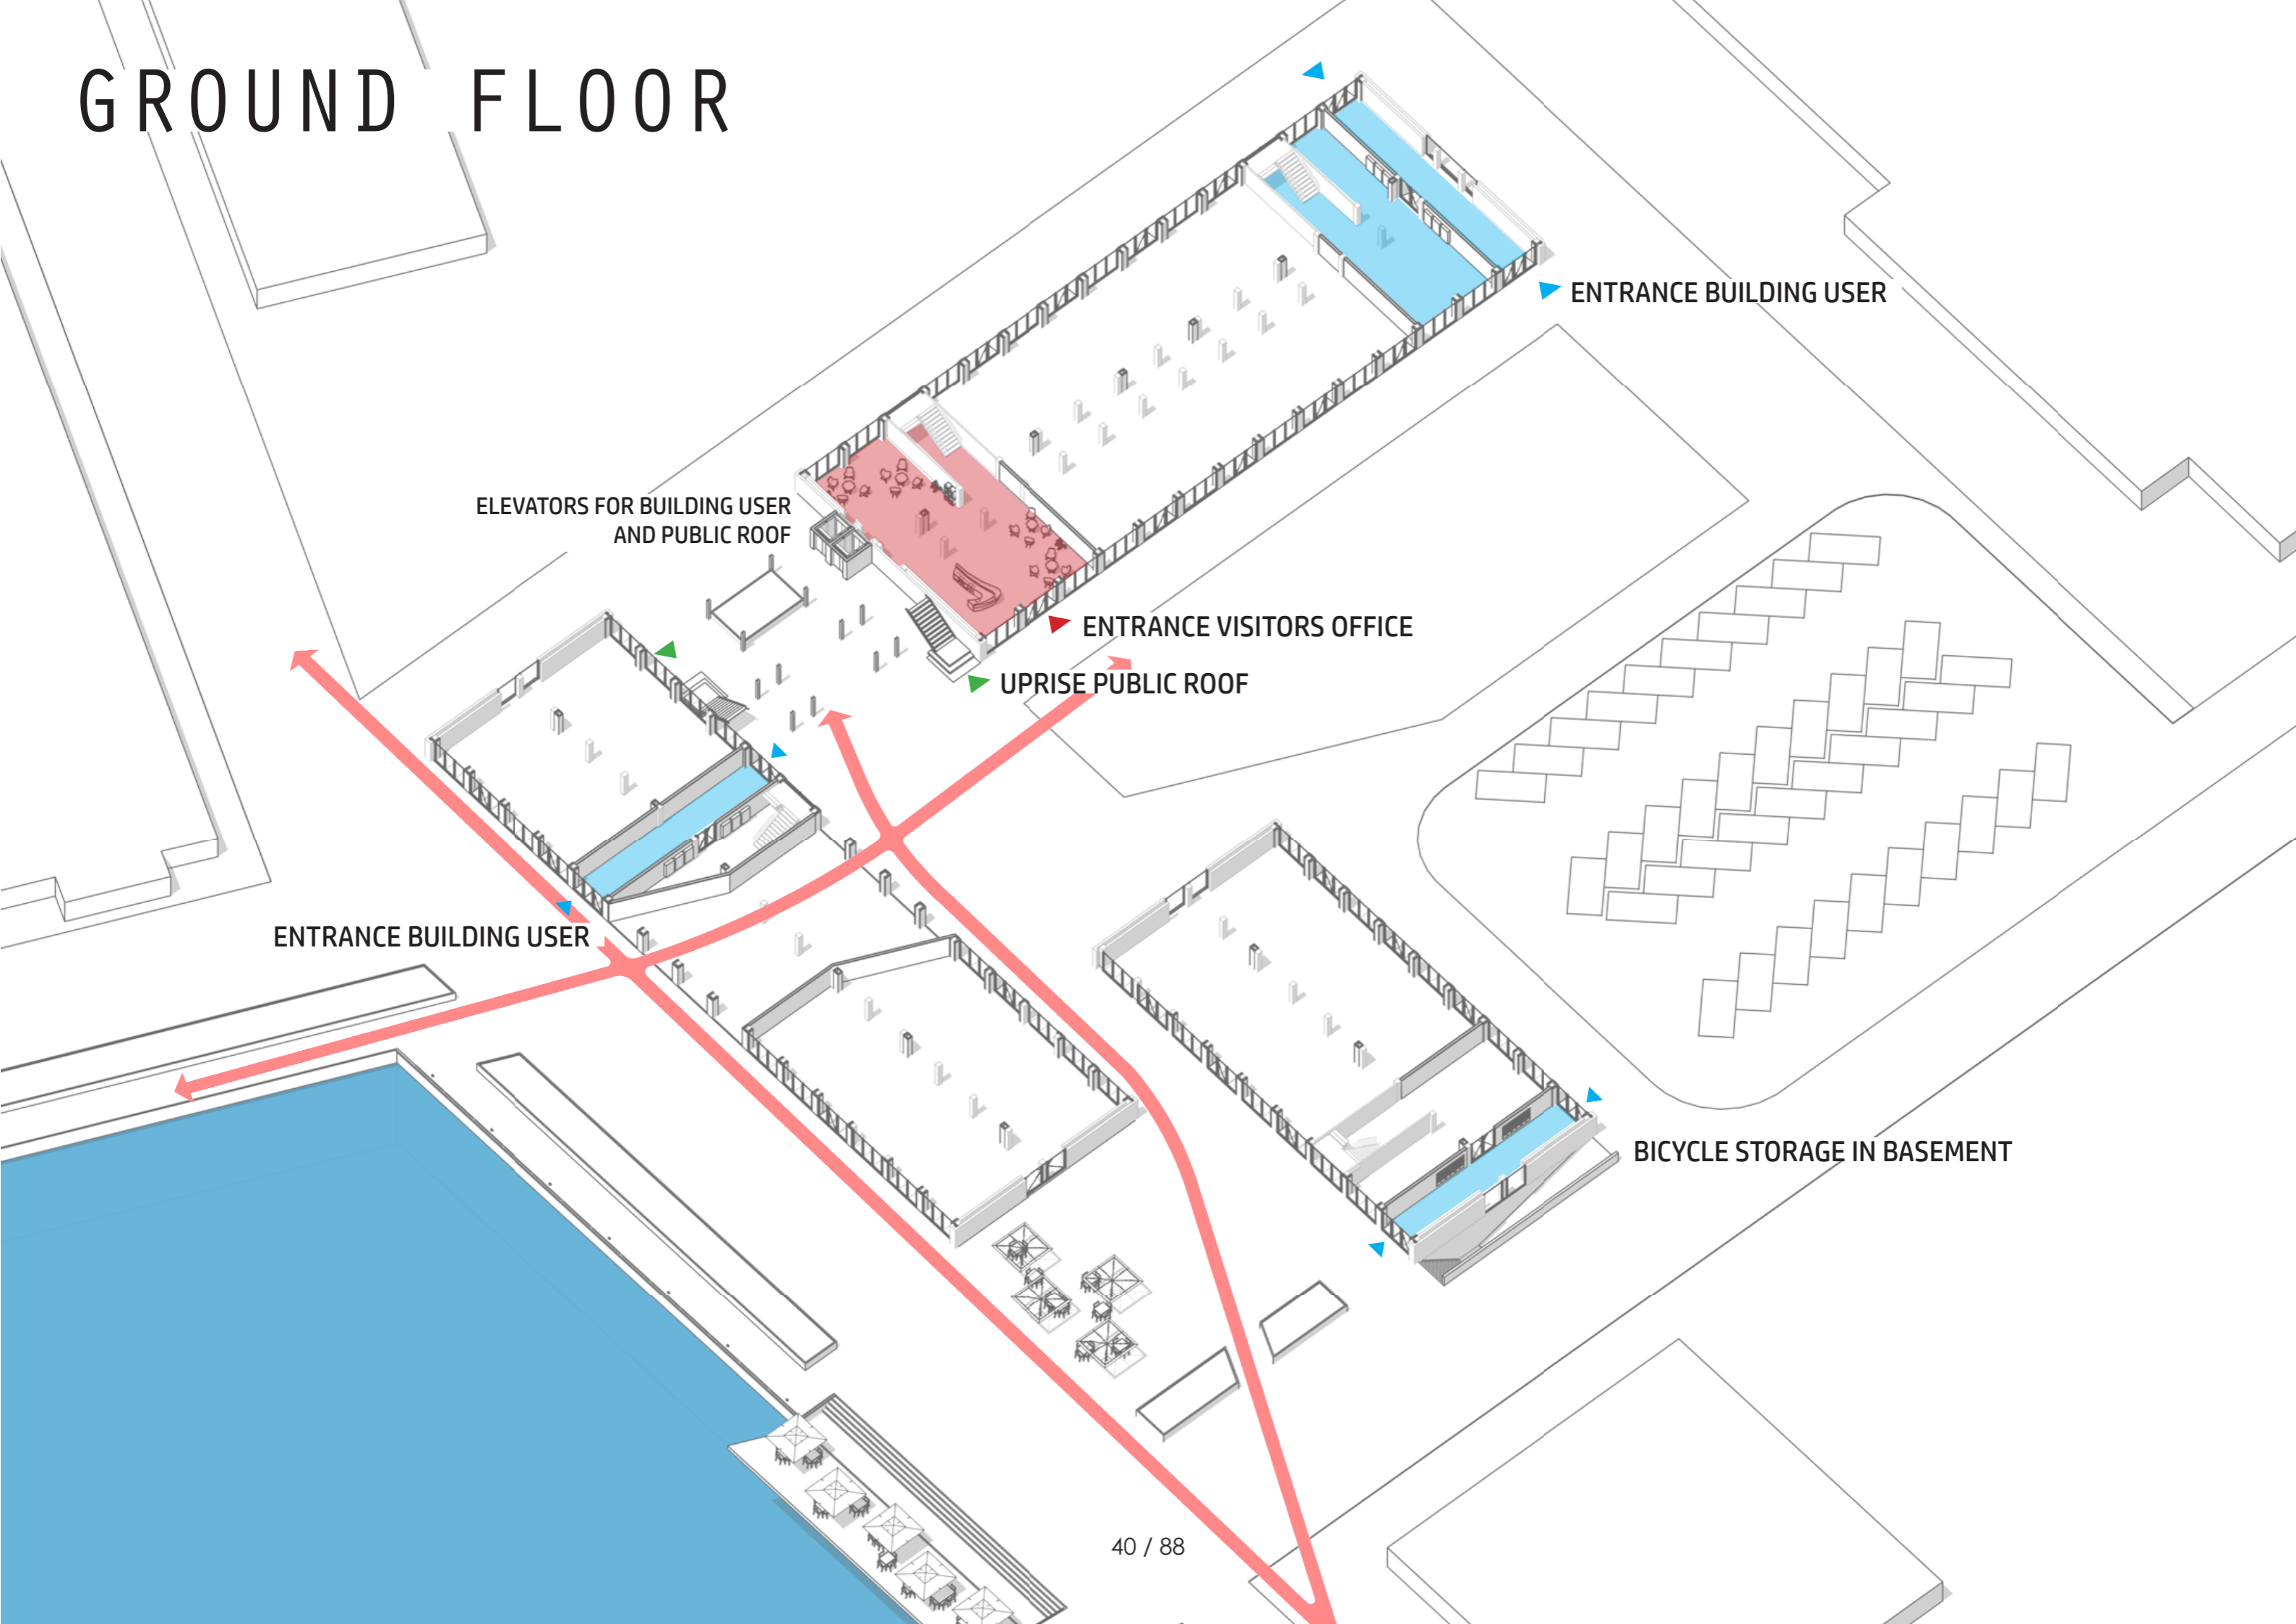 GROUND FLOOR
ENTRANCE BUILDING USER
ELEVATORS FOR BUILDING USER
AND PUBLIC ROOF
ENTRANCE VISITORS OFFICE
UPRISE PUBLIC ROOF
ENTRANCE BUILDING USER
BICYCLE STORAGE IN BASEMENT
40 / 88